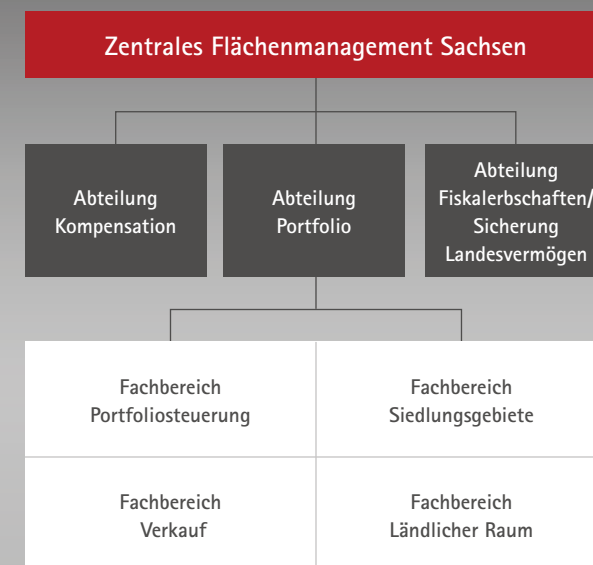 Zentrales Flächenmanagement Sachsen
Abteilung
Kompensation
Abteilung
Portfolio
Abteilung
Fiskalerbschaften/
Sicherung
Landesvermögen
Fachbereich
Portfoliosteuerung
Fachbereich
Siedlungsgebiete
Fachbereich
Verkauf
Fachbereich
Ländlicher Raum